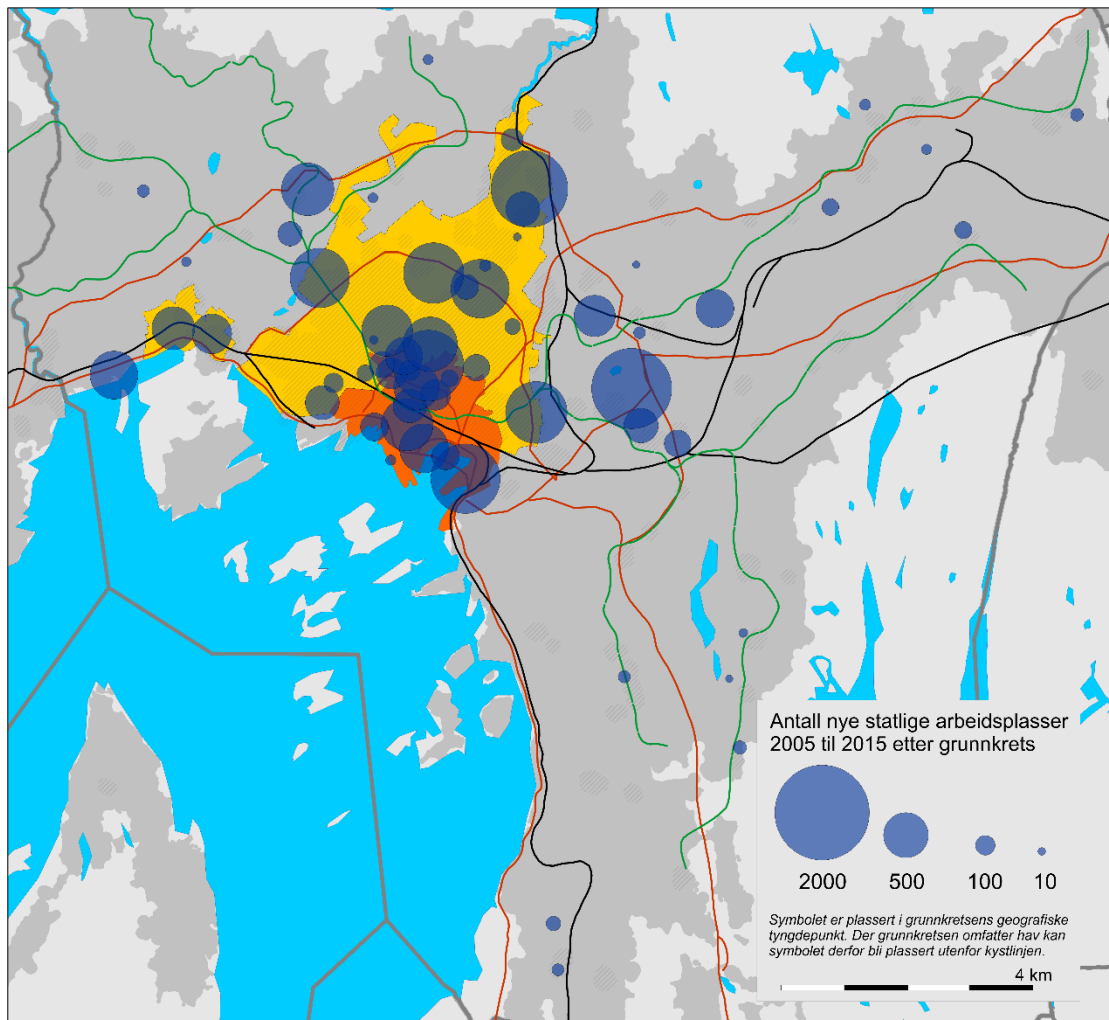 Antall nye statlige arbeidsplasser
2005 til 2015 etter grunnkrets
2000 500 100 10
Symbolet er plassert i grunnkretsens geografiske
tyngdepunkt. Der grunnkretsen omfatter hav kan
symbolet derfor bli plassert utenfor kystlinjen.
4 km